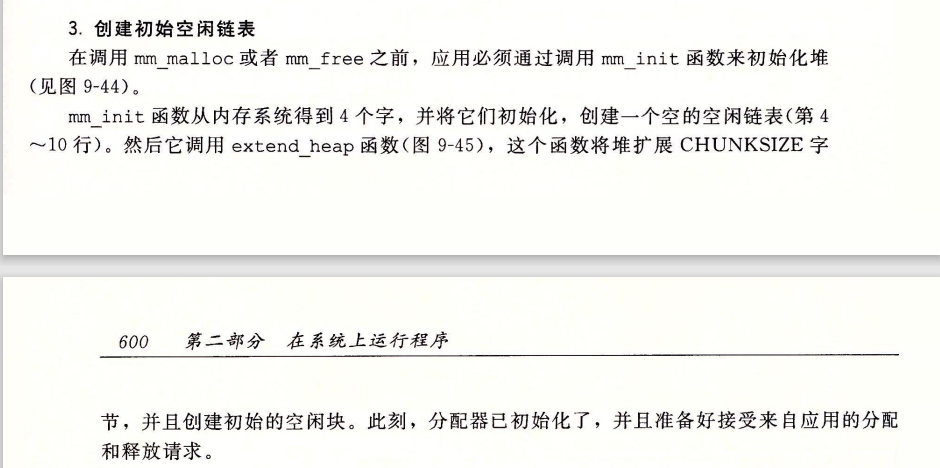 3. 创建初始空闲链表
在调用 mm_malloc 或者 mm_free 之前，应用必须通过调用 mm_init 函数来初始化堆
(见图 9-44)。
mm_init 函数从内存系统得到 4 个字，并将它们初始化，创建一个空的空闲链表(第 4
～10 行)。然后它调用 extend_heap 函数(图 9-45)，这个函数将堆扩展 CHUNKSIZE 字
600 第二部分 在系统上运行程序
节，并且创建初始的空闲块。此刻，分配器已初始化了，并且准备好接受来自应用的分配
和释放请求。